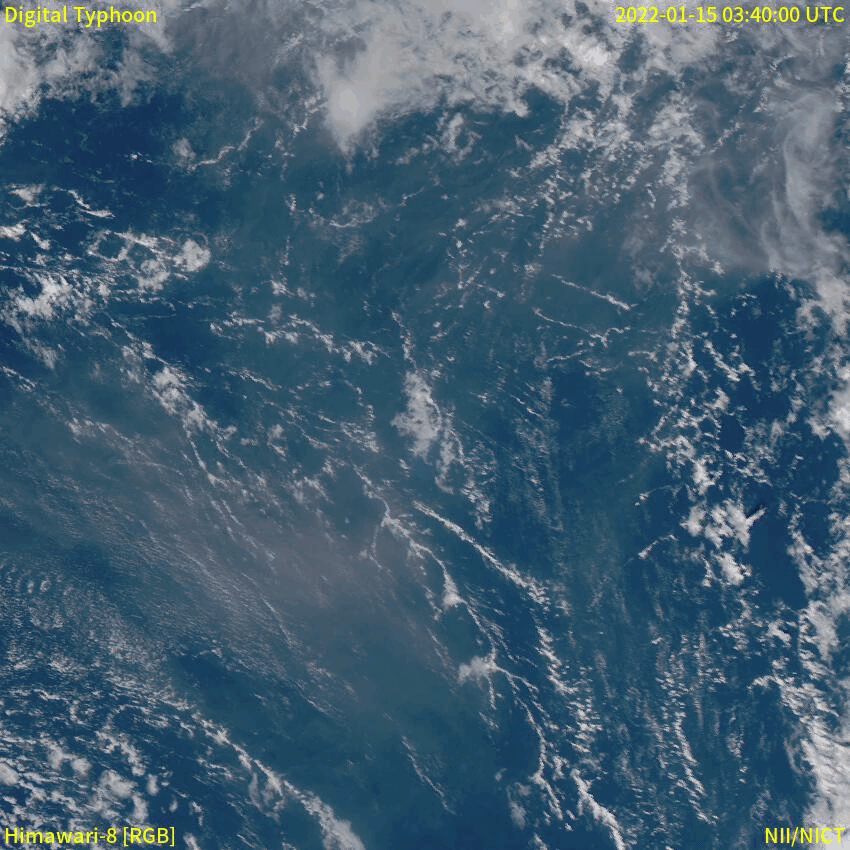 Digital Typhoon
2022-01-15 03:40:00 UTC
Himawari-8 [RGB]
NII/NICT